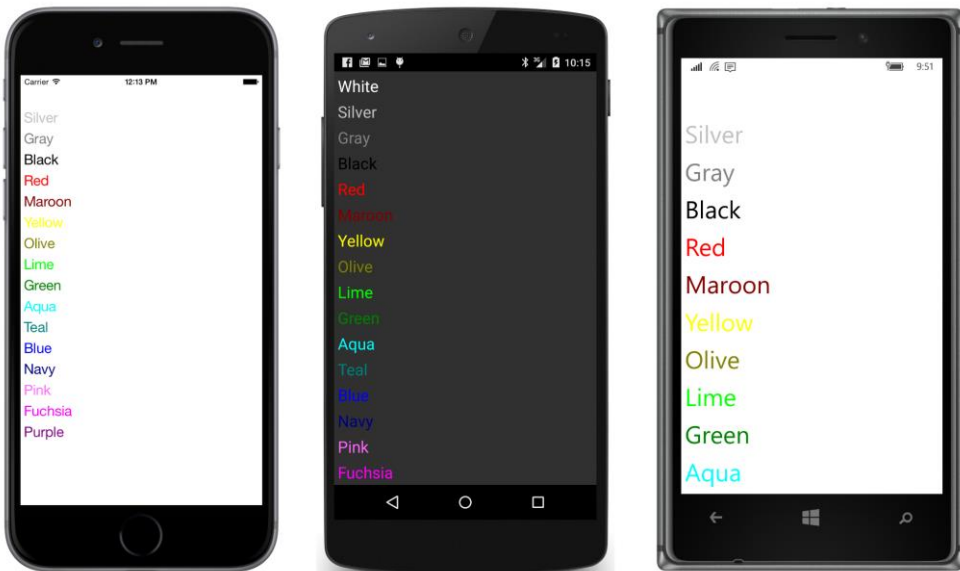 Carrier 12:13 PM
Silver
Gray
Black
Red
Maroon
Yellow
Olive
Lime
Green
Aqua
Teal
Blue
Navy
Pink
Fuchsia
Purple
10:15
White
Silver
Gray
Black
Red
Maroon
Yellow
Olive
Lime
Green
Aqua
Teal
Blue
Navy
Pink
Fuchsia
9:51
Silver
Gray
Black
Red
Maroon
Yellow
Olive
Lime
Green
Aqua